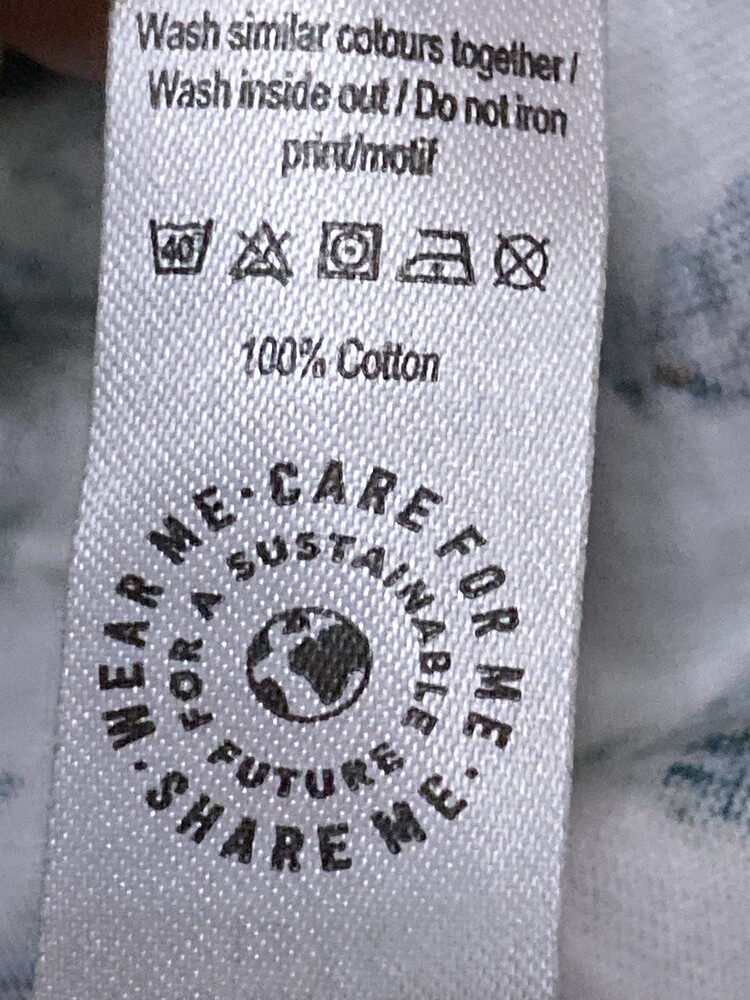 Wash similar colours together /
Wash inside out / Do not iron
print/motif
40
100% Cotton
WEAR ME · CARE FOR ME · SHARE ME ·
FOR A SUSTAINABLE FUTURE